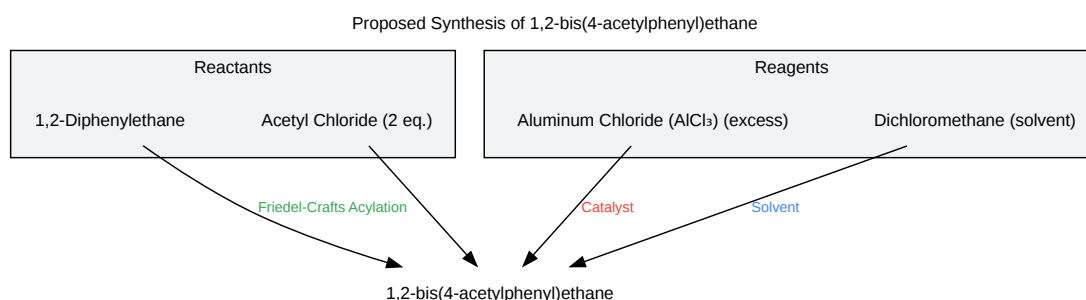 Proposed Synthesis of 1,2-bis(4-acetylphenyl)ethane
Reactants
Reagents
1,2-Diphenylethane
Acetyl Chloride (2 eq.)
Aluminum Chloride (AlCl₃) (excess)
Dichloromethane (solvent)
Friedel-Crafts Acylation
Catalyst
Solvent
1,2-bis(4-acetylphenyl)ethane